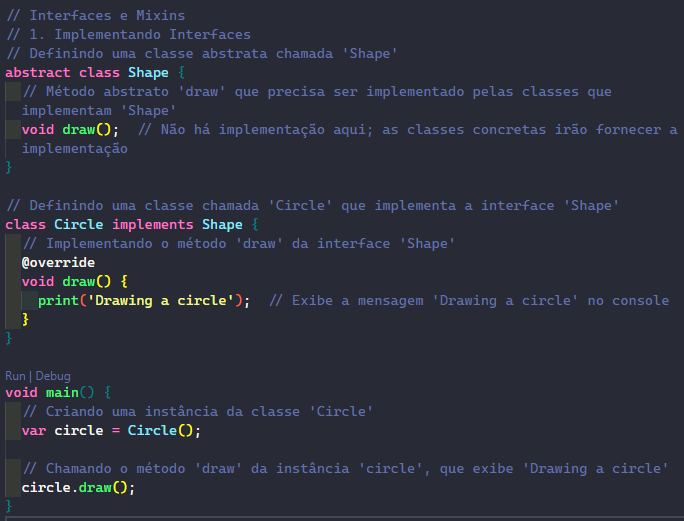 // Interfaces e Mixins
// 1. Implementando Interfaces
// Definindo uma classe abstrata chamada 'Shape'
abstract class Shape {
  // Método abstrato 'draw' que precisa ser implementado pelas classes que
  implementam 'Shape'
  void draw();  // Não há implementação aqui; as classes concretas irão fornecer a
  implementação
}

// Definindo uma classe chamada 'Circle' que implementa a interface 'Shape'
class Circle implements Shape {
  // Implementando o método 'draw' da interface 'Shape'
  @override
  void draw() {
    print('Drawing a circle');  // Exibe a mensagem 'Drawing a circle' no console
  }
}

Run | Debug
void main() {
  // Criando uma instância da classe 'Circle'
  var circle = Circle();

  // Chamando o método 'draw' da instância 'circle', que exibe 'Drawing a circle'
  circle.draw();
}